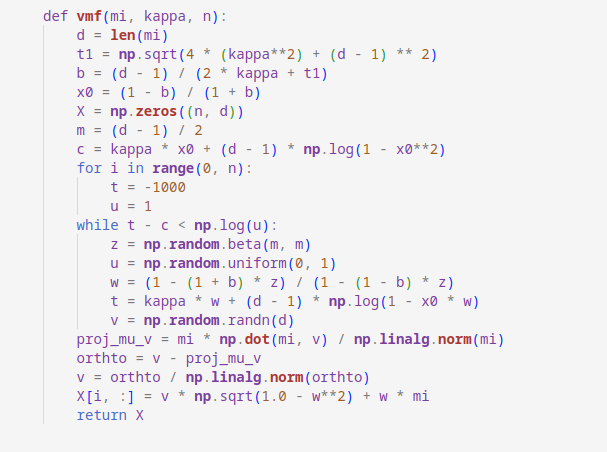 def vmf(mi, kappa, n):
    d = len(mi)
    t1 = np.sqrt(4 * (kappa**2) + (d - 1) ** 2)
    b = (d - 1) / (2 * kappa + t1)
    x0 = (1 - b) / (1 + b)
    X = np.zeros((n, d))
    m = (d - 1) / 2
    c = kappa * x0 + (d - 1) * np.log(1 - x0**2)
    for i in range(0, n):
        t = -1000
        u = 1
    while t - c < np.log(u):
        z = np.random.beta(m, m)
        u = np.random.uniform(0, 1)
        w = (1 - (1 + b) * z) / (1 - (1 - b) * z)
        t = kappa * w + (d - 1) * np.log(1 - x0 * w)
        v = np.random.randn(d)
    proj_mu_v = mi * np.dot(mi, v) / np.linalg.norm(mi)
    orthto = v - proj_mu_v
    v = orthto / np.linalg.norm(orthto)
    X[i, :] = v * np.sqrt(1.0 - w**2) + w * mi
    return X